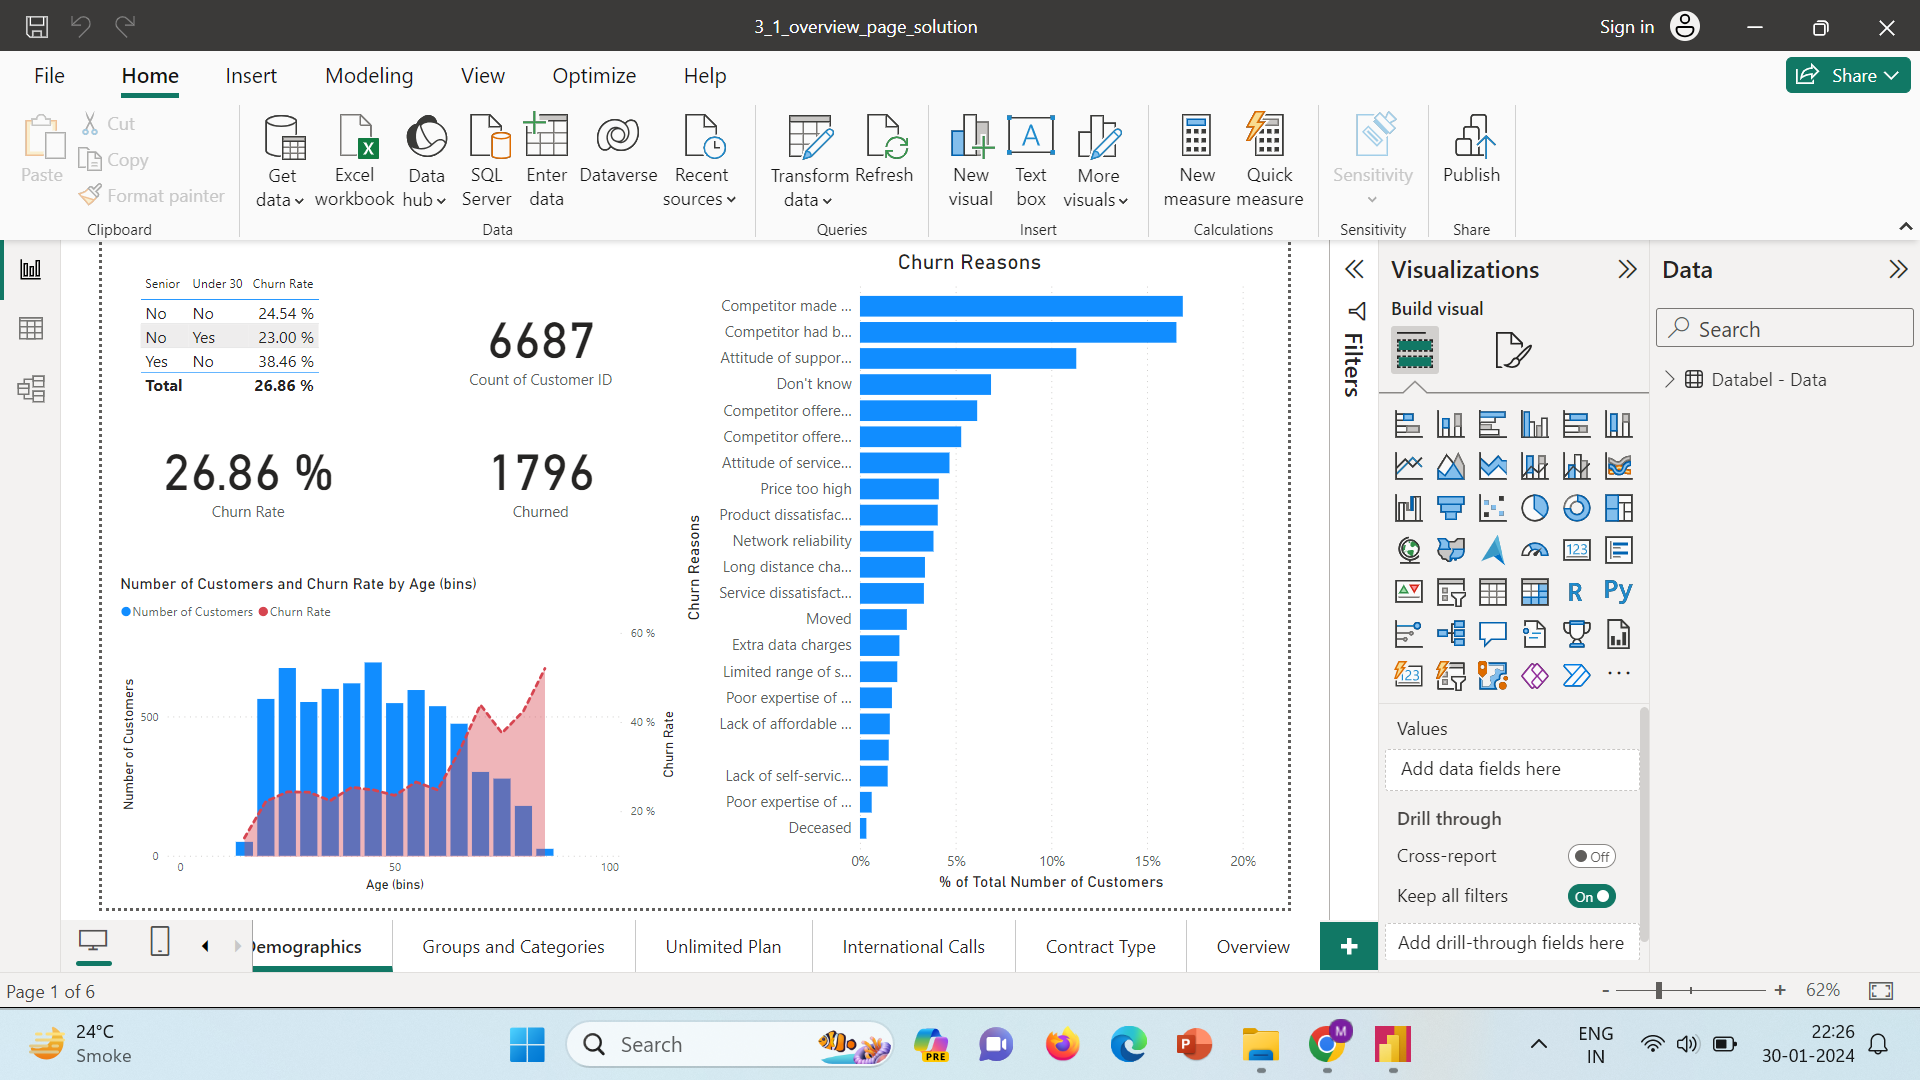 3_1_overview_page_solution
Sign in
File Home Insert Modeling View Optimize Help
Share
Paste
Cut
Copy
Format painter
Clipboard
Get data
Excel workbook
Data hub
SQL Server
Enter data
Dataverse
Recent sources
Data
Transform data
Refresh
Queries
New visual
Text box
More visuals
Insert
New measure
Quick measure
Calculations
Sensitivity
Sensitivity
Publish
Share
Senior Under 30 Churn Rate
No No 24.54 %
No Yes 23.00 %
Yes No 38.46 %
Total 26.86 %
6687
Count of Customer ID
26.86 %
Churn Rate
1796
Churned
Number of Customers and Churn Rate by Age (bins)
Number of Customers Churn Rate
Number of Customers
500
0
60 %
40 %
20 %
Churn Rate
0 50 100
Age (bins)
Churn Reasons
Churn Reasons
Competitor made ...
Competitor had b...
Attitude of suppor...
Don't know
Competitor offere...
Competitor offere...
Attitude of service...
Price too high
Product dissatisfac...
Network reliability
Long distance cha...
Service dissatisfact...
Moved
Extra data charges
Limited range of s...
Poor expertise of ...
Lack of affordable ...
Lack of self-servic...
Poor expertise of ...
Deceased
0% 5% 10% 15% 20%
% of Total Number of Customers
Filters
Visualizations
Build visual
123
R
Py
123
Values
Add data fields here
Drill through
Cross-report
Off
Keep all filters
On
Add drill-through fields here
Data
Search
Databel - Data
emographics
Groups and Categories
Unlimited Plan
International Calls
Contract Type
Overview
Page 1 of 6
- + 62%
24°C
Smoke
Search
PRE
P
M
ENG
IN
22:26
30-01-2024